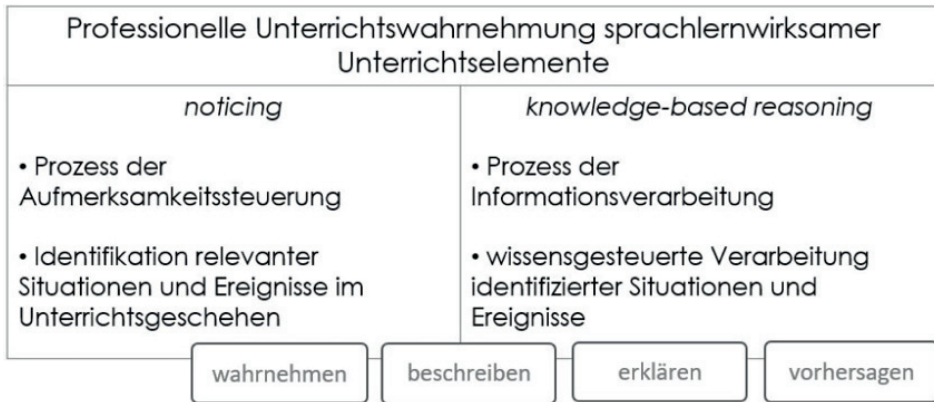 Professionelle Unterrichtswahrnehmung sprachlernwirksamer
Unterrichtselemente
noticing
• Prozess der
Aufmerksamkeitssteuerung
• Identifikation relevanter
Situationen und Ereignisse im
Unterrichtsgeschehen
knowledge-based reasoning
• Prozess der
Informationsverarbeitung
• wissensgesteuerte Verarbeitung
identifizierter Situationen und
Ereignisse
wahrnehmen
beschreiben
erklären
vorhersagen